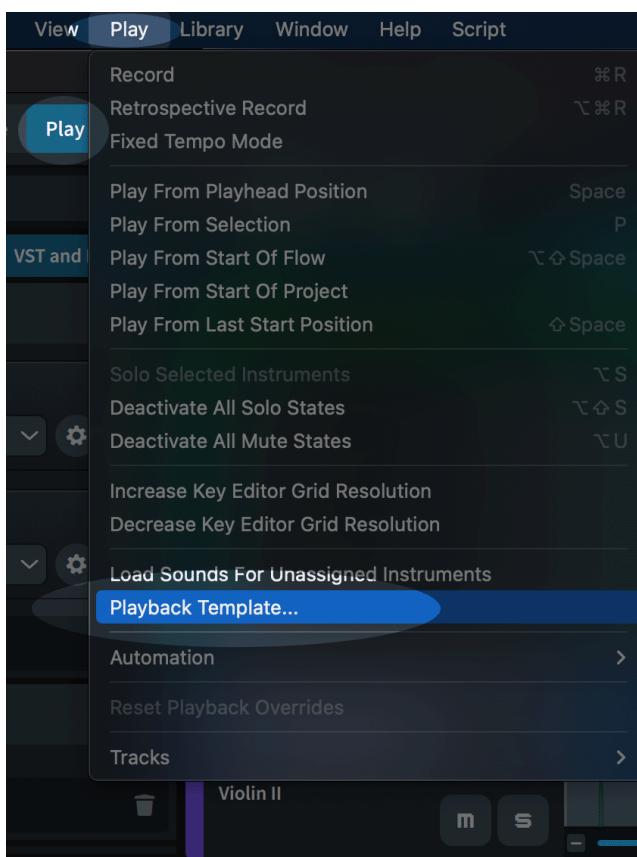 View Play Library Window Help Script
Play
VST and
Record ⌘R
Retrospective Record ⌥⌘R
Fixed Tempo Mode
Play From Playhead Position Space
Play From Selection P
Play From Start Of Flow ⌥⇧Space
Play From Start Of Project
Play From Last Start Position ⇧Space
Solo Selected Instruments ⌥S
Deactivate All Solo States ⌥⇧S
Deactivate All Mute States ⌥U
Increase Key Editor Grid Resolution
Decrease Key Editor Grid Resolution
Load Sounds For Unassigned Instruments
Playback Template...
Automation
Reset Playback Overrides
Tracks
Violin II
m s